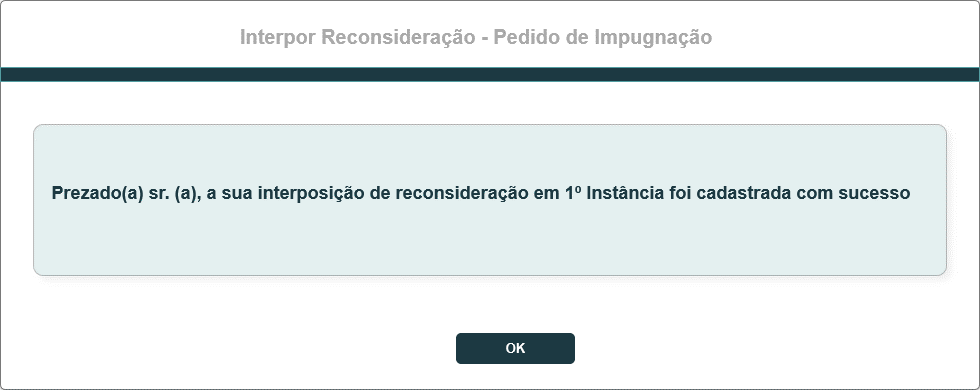 Interpor Reconsideração - Pedido de Impugnação
Prezado(a) sr. (a), a sua interposição de reconsideração em 1º Instância foi cadastrada com sucesso
OK